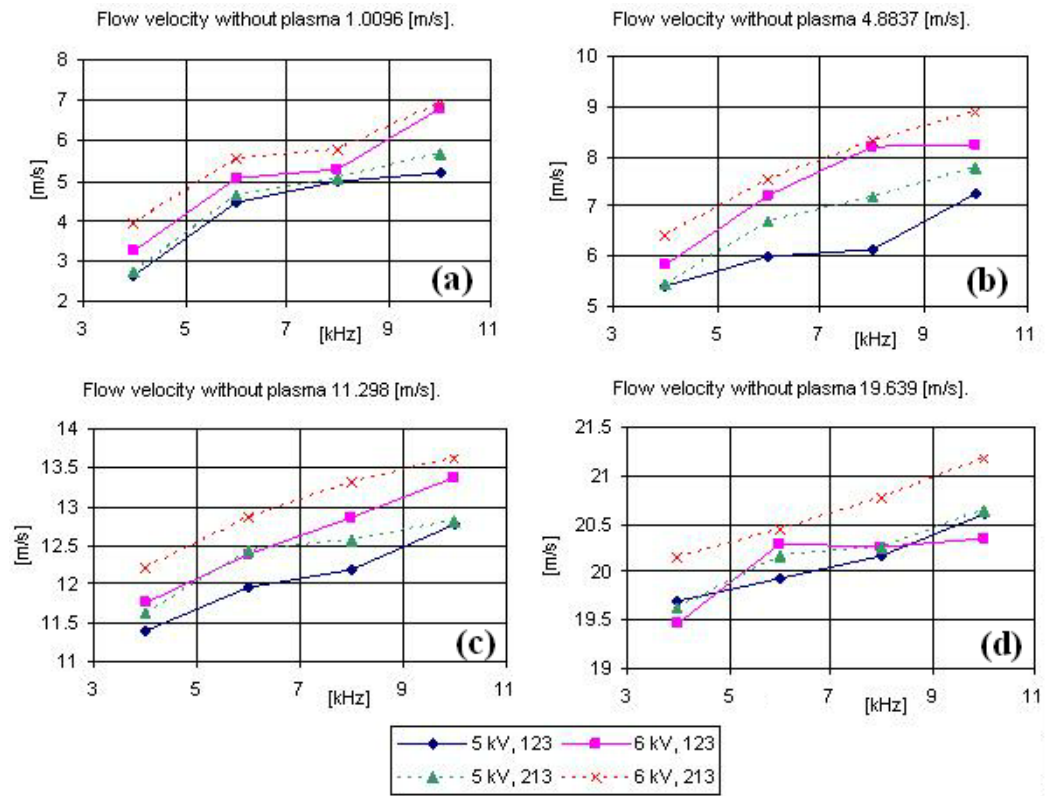 Flow velocity without plasma 1.0096 [m/s].
8
7
6
5
4
3
2
[m/s]
3
5
7
9
11
[kHz]
(a)
Flow velocity without plasma 4.8837 [m/s].
10
9
8
7
6
5
[m/s]
3
5
7
9
11
[kHz]
(b)
Flow velocity without plasma 11.298 [m/s].
14
13.5
13
12.5
12
11.5
11
[m/s]
3
5
7
9
11
[kHz]
(c)
Flow velocity without plasma 19.639 [m/s].
21.5
21
20.5
20
19.5
19
[m/s]
3
5
7
9
11
[kHz]
(d)
5 kV, 123
6 kV, 123
5 kV, 213
6 kV, 213